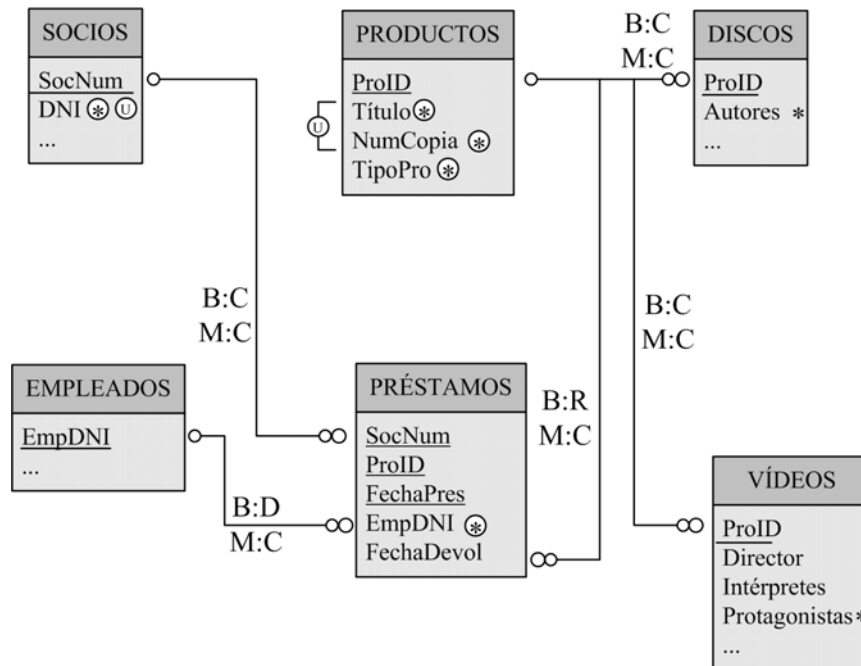 SOCIOS
SocNum
DNI * U
...
PRODUCTOS
ProID
Título *
NumCopia *
TipoPro *
U
B:C
M:C
DISCOS
ProID
Autores *
...
B:C
M:C
B:C
M:C
EMPLEADOS
EmpDNI
...
B:D
M:C
PRÉSTAMOS
SocNum
ProID
FechaPres
EmpDNI *
FechaDevol
B:R
M:C
VÍDEOS
ProID
Director
Intérpretes
Protagonistas *
...